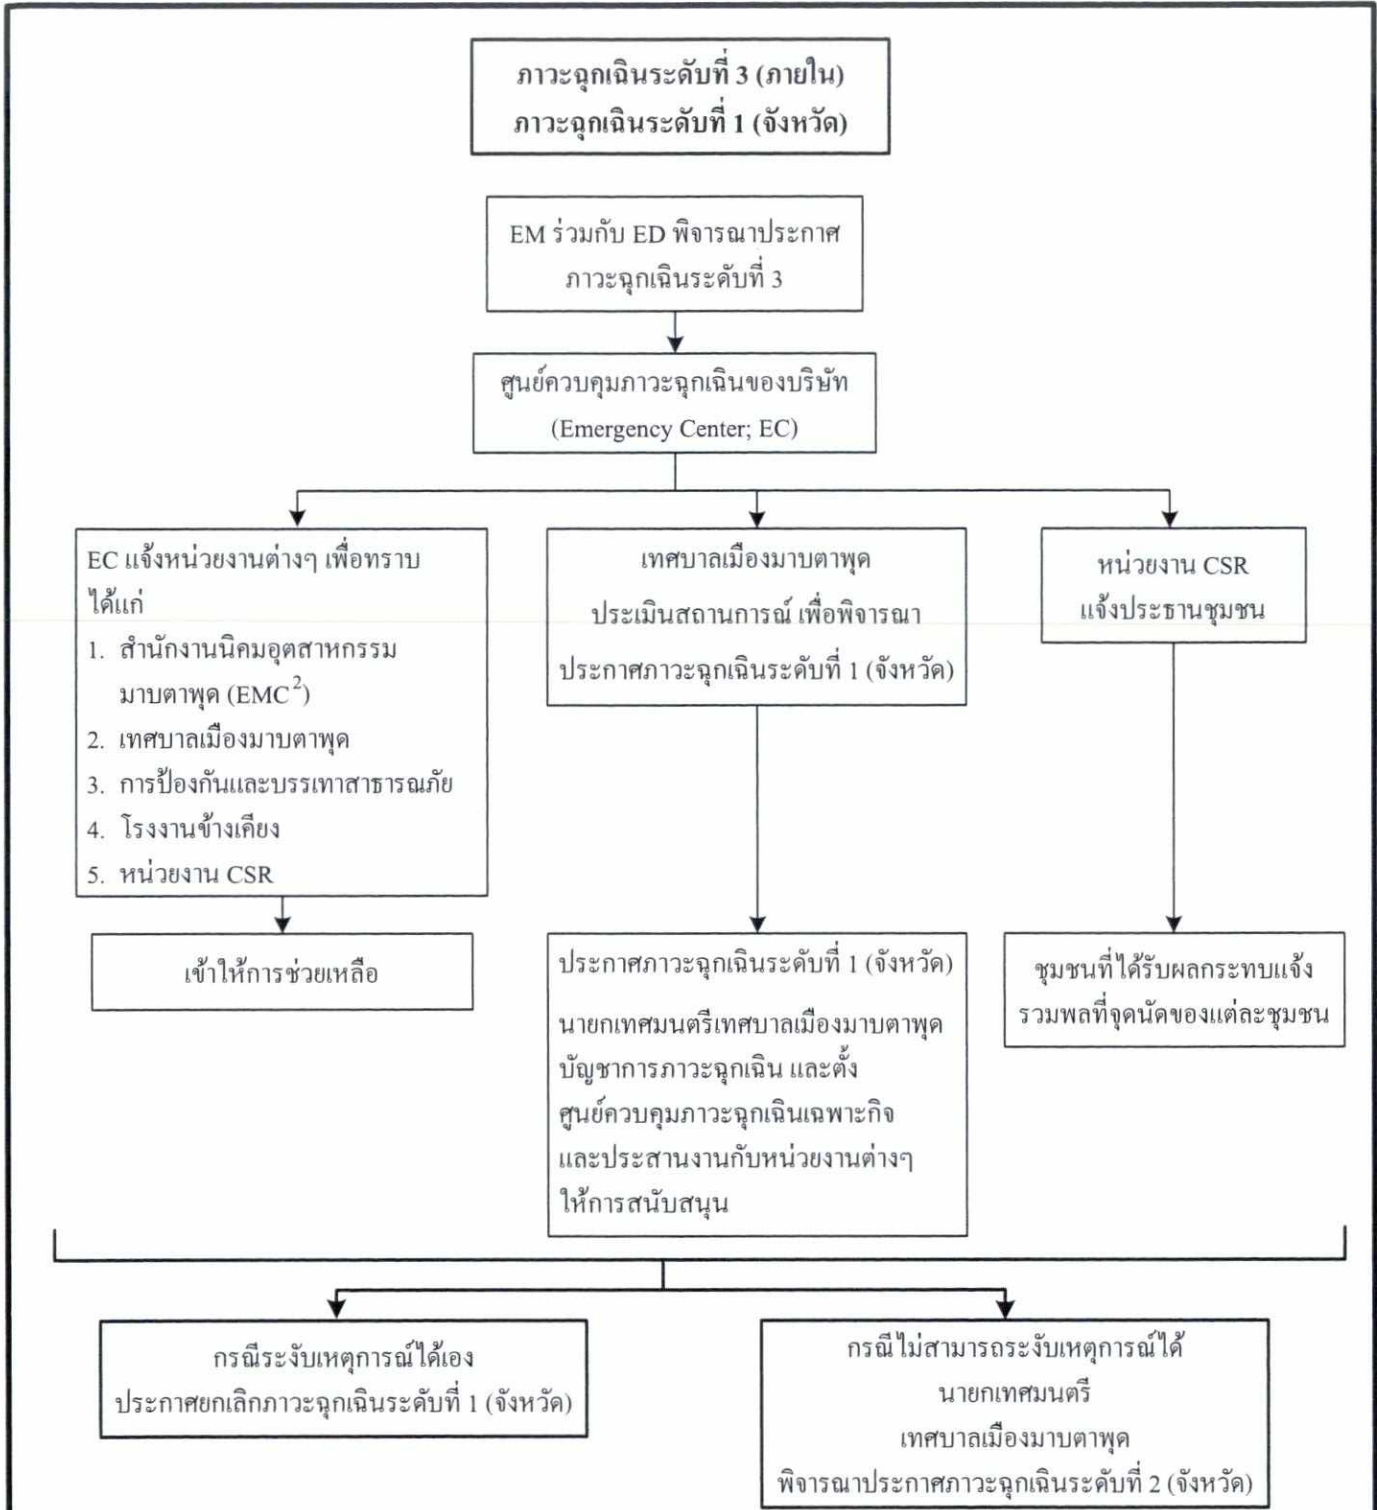 ภาวะฉุกเฉินระดับที่ 3 (ภายใน)
ภาวะฉุกเฉินระดับที่ 1 (จังหวัด)
EM ร่วมกับ ED พิจารณาประกาศ
ภาวะฉุกเฉินระดับที่ 3
ศูนย์ควบคุมภาวะฉุกเฉินของบริษัท
(Emergency Center; EC)
EC แจ้งหน่วยงานต่างๆ เพื่อทราบ
ได้แก่
1. สำนักงานนิคมอุตสาหกรรม
มาบตาพุด (EMC²)
2. เทศบาลเมืองมาบตาพุด
3. การป้องกันและบรรเทาสาธารณภัย
4. โรงงานข้างเคียง
5. หน่วยงาน CSR
เทศบาลเมืองมาบตาพุด
ประเมินสถานการณ์ เพื่อพิจารณา
ประกาศภาวะฉุกเฉินระดับที่ 1 (จังหวัด)
หน่วยงาน CSR
แจ้งประธานชุมชน
เข้าให้การช่วยเหลือ
ประกาศภาวะฉุกเฉินระดับที่ 1 (จังหวัด)
นายกเทศมนตรีเทศบาลเมืองมาบตาพุด
บัญชาการภาวะฉุกเฉิน และตั้ง
ศูนย์ควบคุมภาวะฉุกเฉินเฉพาะกิจ
และประสานงานกับหน่วยงานต่างๆ
ให้การสนับสนุน
ชุมชนที่ได้รับผลกระทบแจ้ง
รวมพลที่จุดนัดของแต่ละชุมชน
กรณีระงับเหตุการณ์ได้เอง
ประกาศยกเลิกภาวะฉุกเฉินระดับที่ 1 (จังหวัด)
กรณีไม่สามารถระงับเหตุการณ์ได้
นายกเทศมนตรี
เทศบาลเมืองมาบตาพุด
พิจารณาประกาศภาวะฉุกเฉินระดับที่ 2 (จังหวัด)